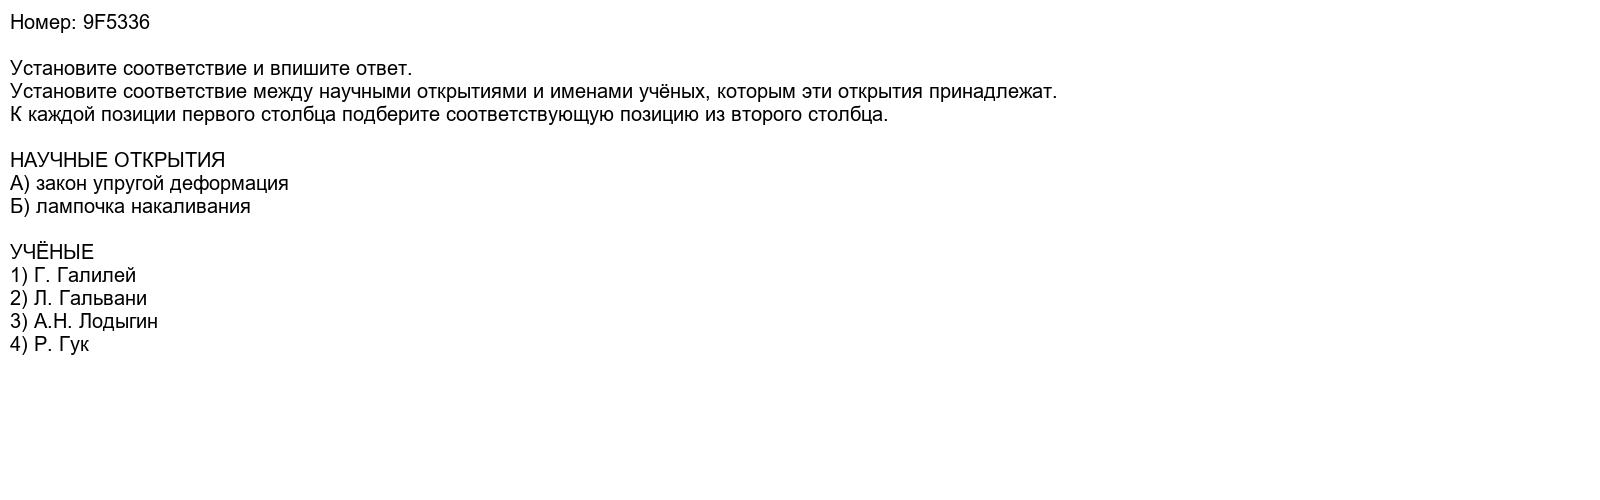 Номер: 9F5336
Установите соответствие и впишите ответ.
Установите соответствие между научными открытиями и именами учёных, которым эти открытия принадлежат.
К каждой позиции первого столбца подберите соответствующую позицию из второго столбца.
НАУЧНЫЕ ОТКРЫТИЯ
А) закон упругой деформация
Б) лампочка накаливания
УЧЁНЫЕ
1) Г. Галилей
2) Л. Гальвани
3) А.Н. Лодыгин
4) Р. Гук